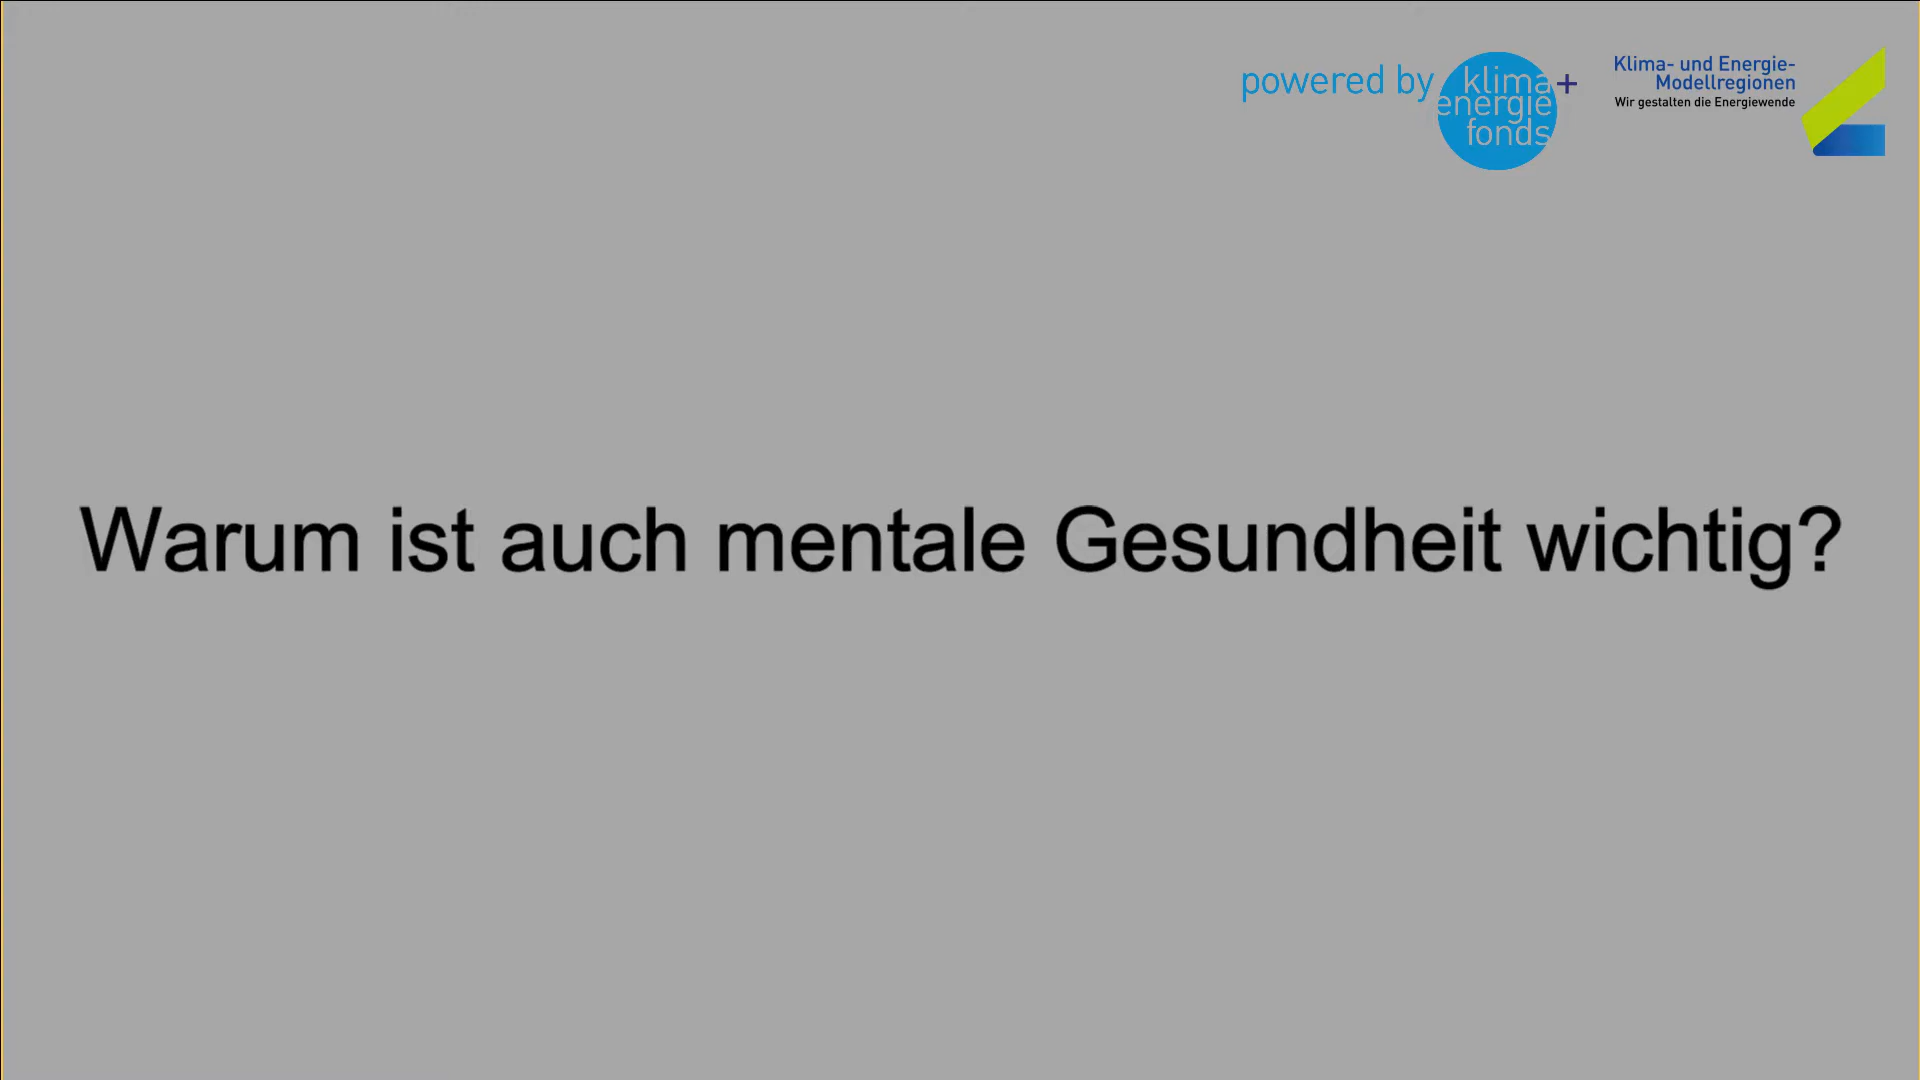 powered by klima+
energie
fonds
Klima- und Energie-
Modellregionen
Wir gestalten die Energiewende
Warum ist auch mentale Gesundheit wichtig?